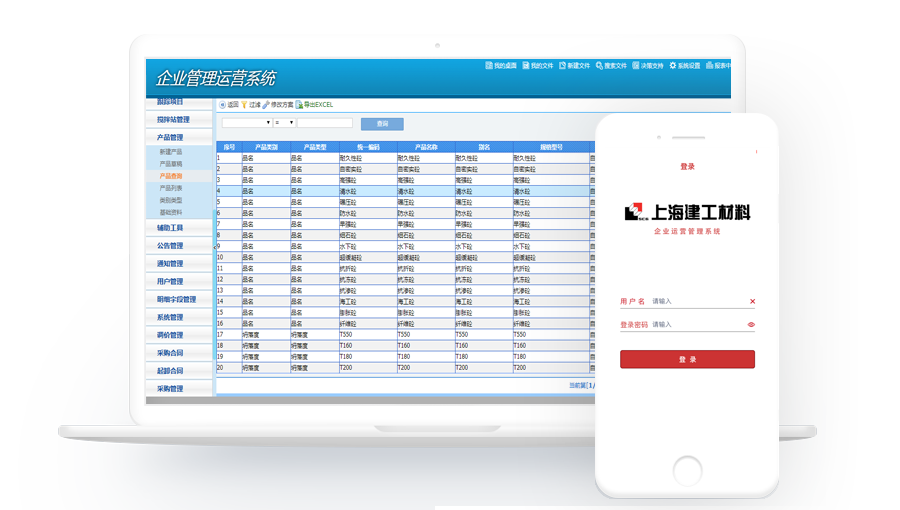 企业管理运营系统
我的桌面 我的文件 新建文件 搜索文件 决策支持 系统设置 报表中
跟踪项目
搅拌站管理
产品管理
新建产品
产品草稿
产品查询
产品列表
类别类型
基础资料
辅助工具
公告管理
通知管理
用户管理
明细字段管理
系统管理
调价管理
采购合同
起卸合同
采购管理
返回 过滤 修改方案 导出EXCEL
=
查询
序号 产品类别 产品类型 统一编码 产品名称 别名 规格型号
1 品名 品名 耐久性砼 耐久性砼 耐久性砼 耐久性砼
2 品名 品名 自密实砼 自密实砼 自密实砼 自密实砼
3 品名 品名 高强砼 高强砼 高强砼 高强砼
4 品名 品名 清水砼 清水砼 清水砼 清水砼
5 品名 品名 碾压砼 碾压砼 碾压砼 碾压砼
6 品名 品名 防水砼 防水砼 防水砼 防水砼
7 品名 品名 早强砼 早强砼 早强砼 早强砼
8 品名 品名 细石砼 细石砼 细石砼 细石砼
9 品名 品名 水下砼 水下砼 水下砼 水下砼
10 品名 品名 超缓凝砼 超缓凝砼 超缓凝砼 超缓凝砼
11 品名 品名 抗折砼 抗折砼 抗折砼 抗折砼
12 品名 品名 抗冻砼 抗冻砼 抗冻砼 抗冻砼
13 品名 品名 抗渗砼 抗渗砼 抗渗砼 抗渗砼
14 品名 品名 海工砼 海工砼 海工砼 海工砼
15 品名 品名 膨胀砼 膨胀砼 膨胀砼 膨胀砼
16 品名 品名 纤维砼 纤维砼 纤维砼 纤维砼
17 坍落度 坍落度 T550 T550 T550 T550
18 坍落度 坍落度 T160 T160 T160 T160
19 坍落度 坍落度 T180 T180 T180 T180
20 坍落度 坍落度 T200 T200 T200 T200
当前第[1/
登录
SCG 上海建工材料
企业运营管理系统
用户名 请输入
登录密码 请输入
登录